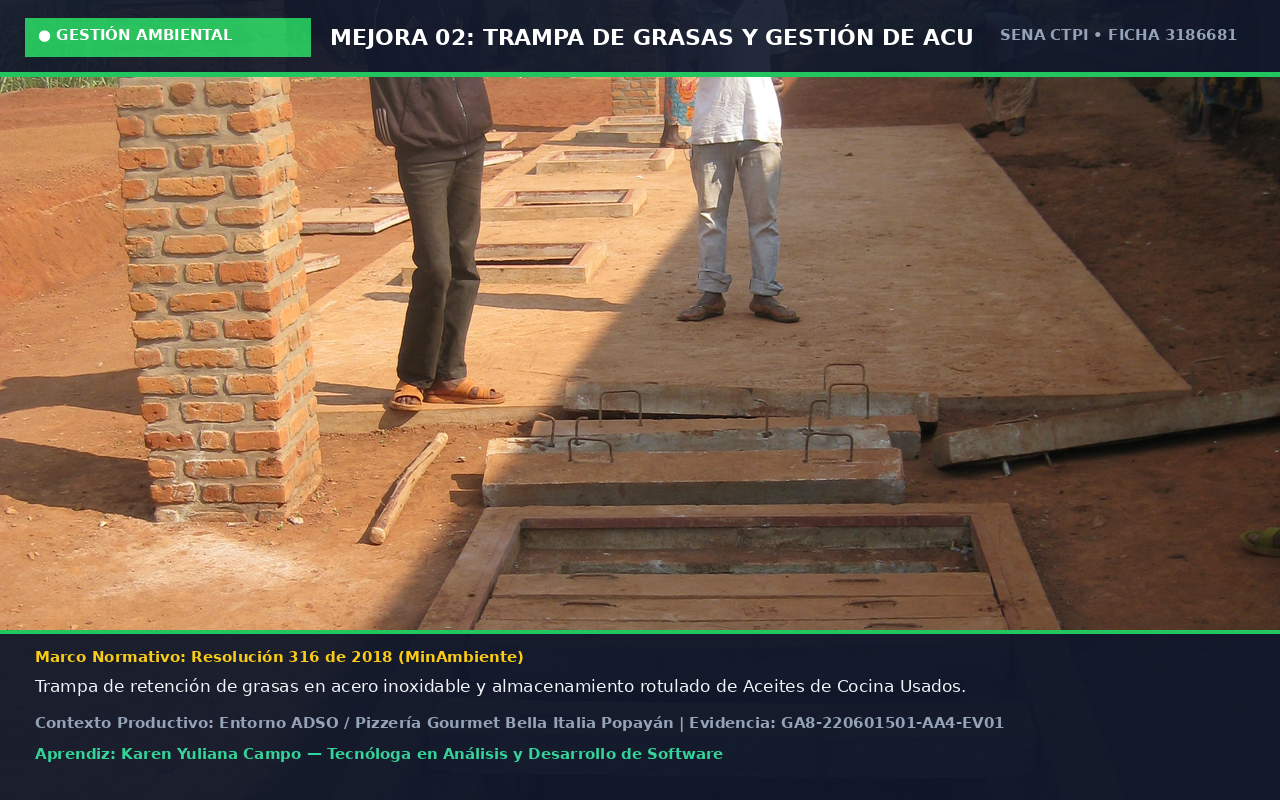 ● GESTIÓN AMBIENTAL
MEJORA 02: TRAMPA DE GRASAS Y GESTIÓN DE ACU
SENA CTPI • FICHA 3186681
Marco Normativo: Resolución 316 de 2018 (MinAmbiente)
Trampa de retención de grasas en acero inoxidable y almacenamiento rotulado de Aceites de Cocina Usados.
Contexto Productivo: Entorno ADSO / Pizzería Gourmet Bella Italia Popayán | Evidencia: GA8-220601501-AA4-EV01
Aprendiz: Karen Yuliana Campo — Tecnóloga en Análisis y Desarrollo de Software